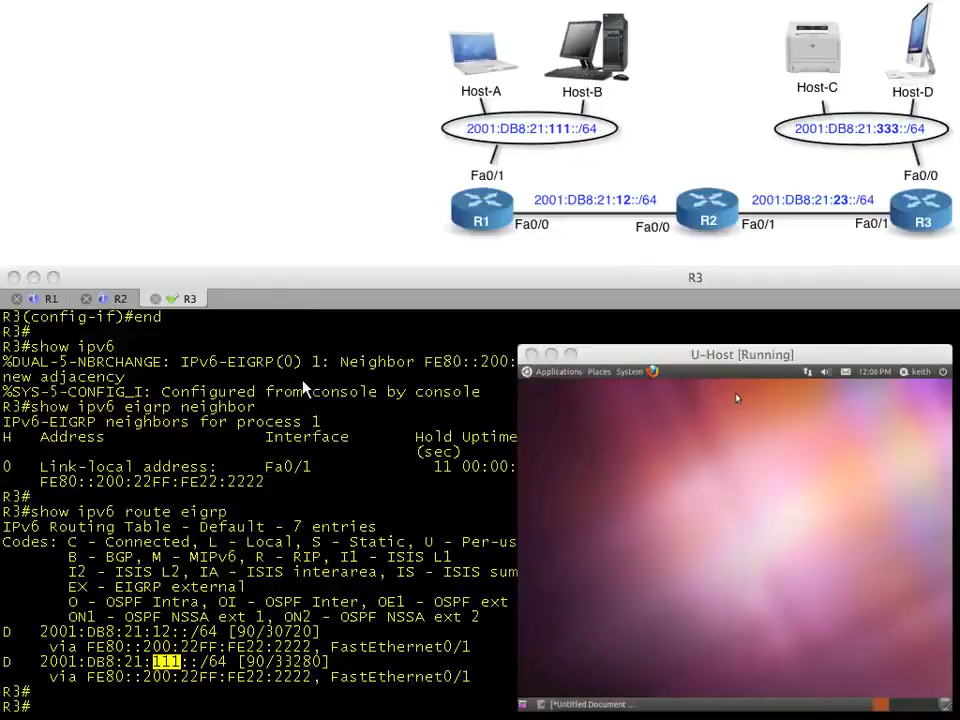 Host-A
Host-B
Host-C
Host-D
2001:DB8:21:111::/64
2001:DB8:21:333::/64
Fa0/1
Fa0/0
2001:DB8:21:12::/64
2001:DB8:21:23::/64
R1
R2
R3
Fa0/0
Fa0/0
Fa0/1
Fa0/1
R3
R1
R2
R3
R3(config-if)#end
R3#
R3#show ipv6
%DUAL-5-NBRCHANGE: IPv6-EIGRP(0) 1: Neighbor FE80::200:
new adjacency
%SYS-5-CONFIG_I: Configured from console by console
R3#show ipv6 eigrp neighbor
IPv6-EIGRP neighbors for process 1
H Address Interface Hold Uptime
(sec)
0 Link-local address: Fa0/1 11 00:00:
FE80::200:22FF:FE22:2222
R3#
R3#show ipv6 route eigrp
IPv6 Routing Table - Default - 7 entries
Codes: C - Connected, L - Local, S - Static, U - Per-us
B - BGP, M - MIPv6, R - RIP, I1 - ISIS L1
I2 - ISIS L2, IA - ISIS interarea, IS - ISIS sum
EX - EIGRP external
O - OSPF Intra, OI - OSPF Inter, OE1 - OSPF ext
ON1 - OSPF NSSA ext 1, ON2 - OSPF NSSA ext 2
D 2001:DB8:21:12::/64 [90/30720]
via FE80::200:22FF:FE22:2222, FastEthernet0/1
D 2001:DB8:21:111::/64 [90/33280]
via FE80::200:22FF:FE22:2222, FastEthernet0/1
R3#
R3#
U-Host [Running]
Applications Places System
12:06 PM
keith
[*Untitled Document ...